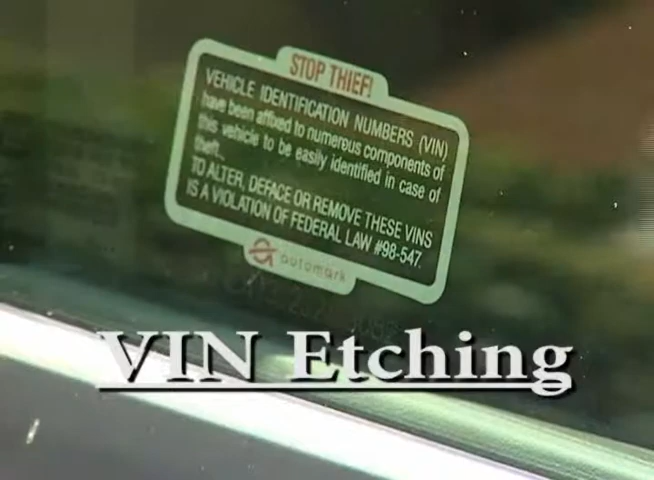 STOP THIEF!
VEHICLE IDENTIFICATION NUMBERS (VIN)
have been affixed to numerous components of
this vehicle to be easily identified in case of
theft.
TO ALTER, DEFACE OR REMOVE THESE VINS
IS A VIOLATION OF FEDERAL LAW #98-547.
automark
VIN Etching